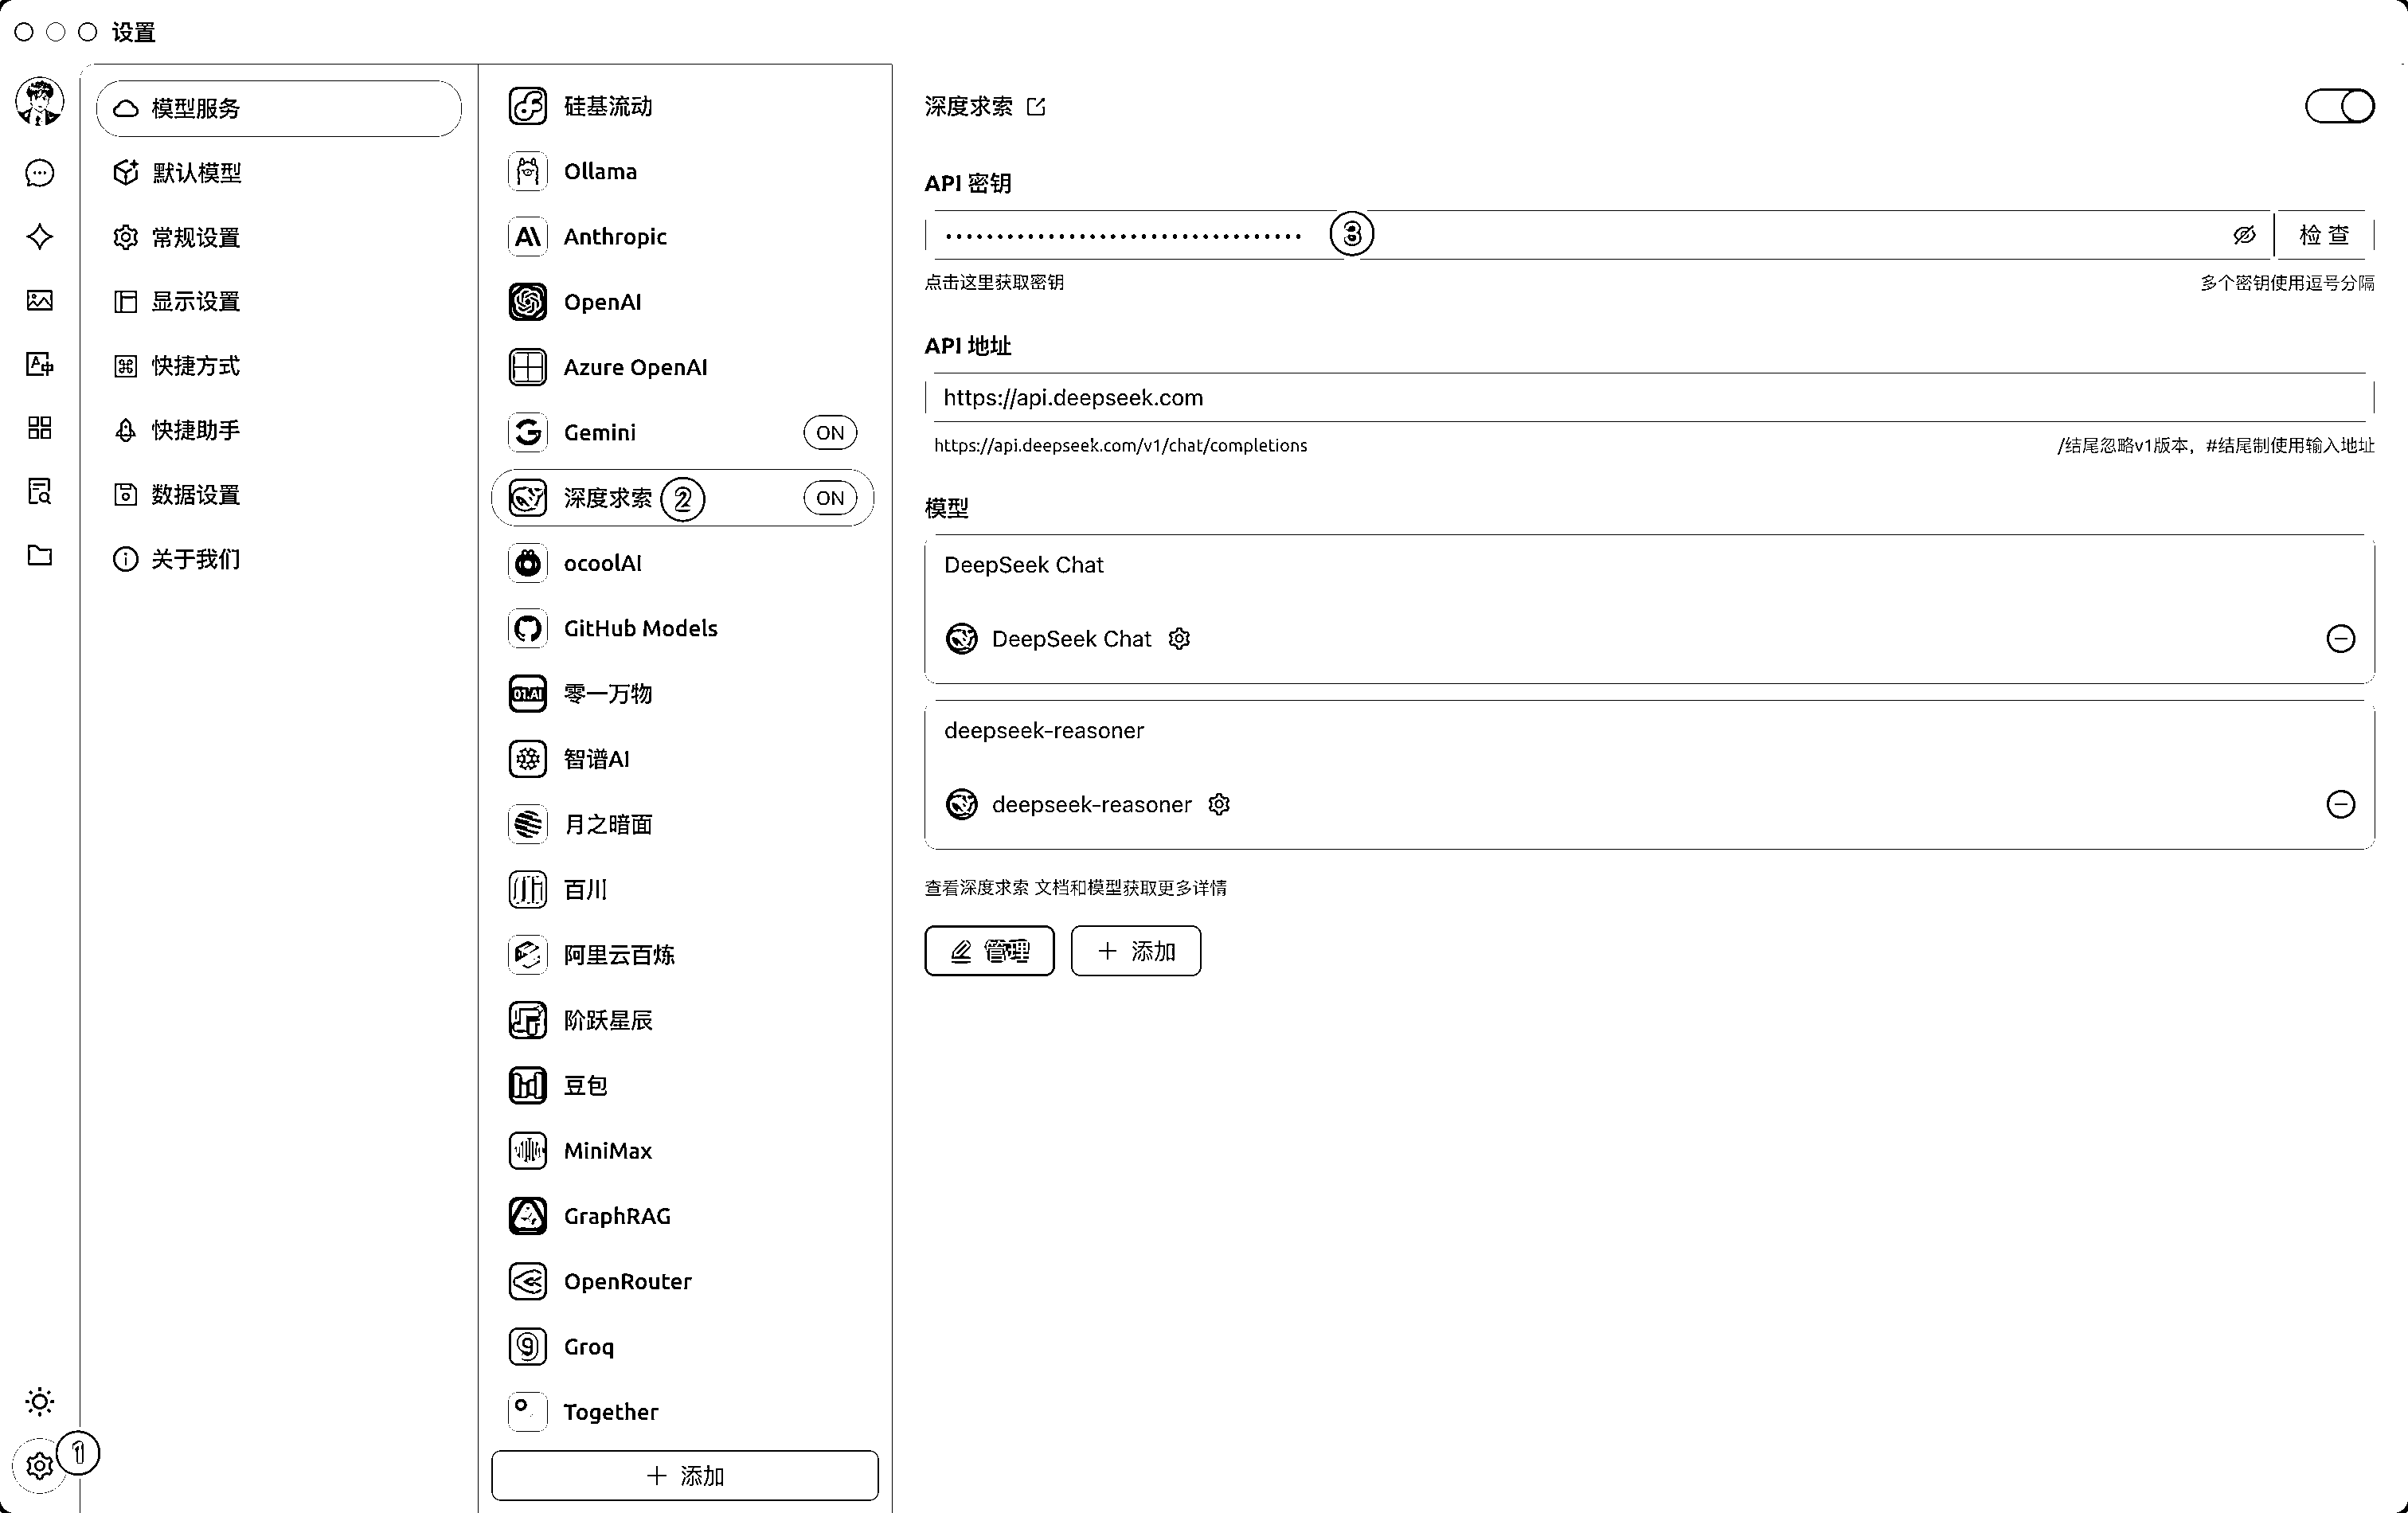 设置
模型服务
默认模型
常规设置
显示设置
快捷方式
快捷助手
数据设置
关于我们
1
硅基流动
Ollama
Anthropic
OpenAI
Azure OpenAI
Gemini ON
深度求索 2 ON
ocoolAI
GitHub Models
01.AI 零一万物
智谱AI
月之暗面
百川
阿里云百炼
阶跃星辰
豆包
MiniMax
GraphRAG
OpenRouter
Groq
Together
添加
深度求索
API 密钥
3 检查
点击这里获取密钥 多个密钥使用逗号分隔
API 地址
https://api.deepseek.com
https://api.deepseek.com/v1/chat/completions /结尾忽略v1版本，#结尾制使用输入地址
模型
DeepSeek Chat
DeepSeek Chat
deepseek-reasoner
deepseek-reasoner
查看深度求索 文档和模型获取更多详情
管理 添加